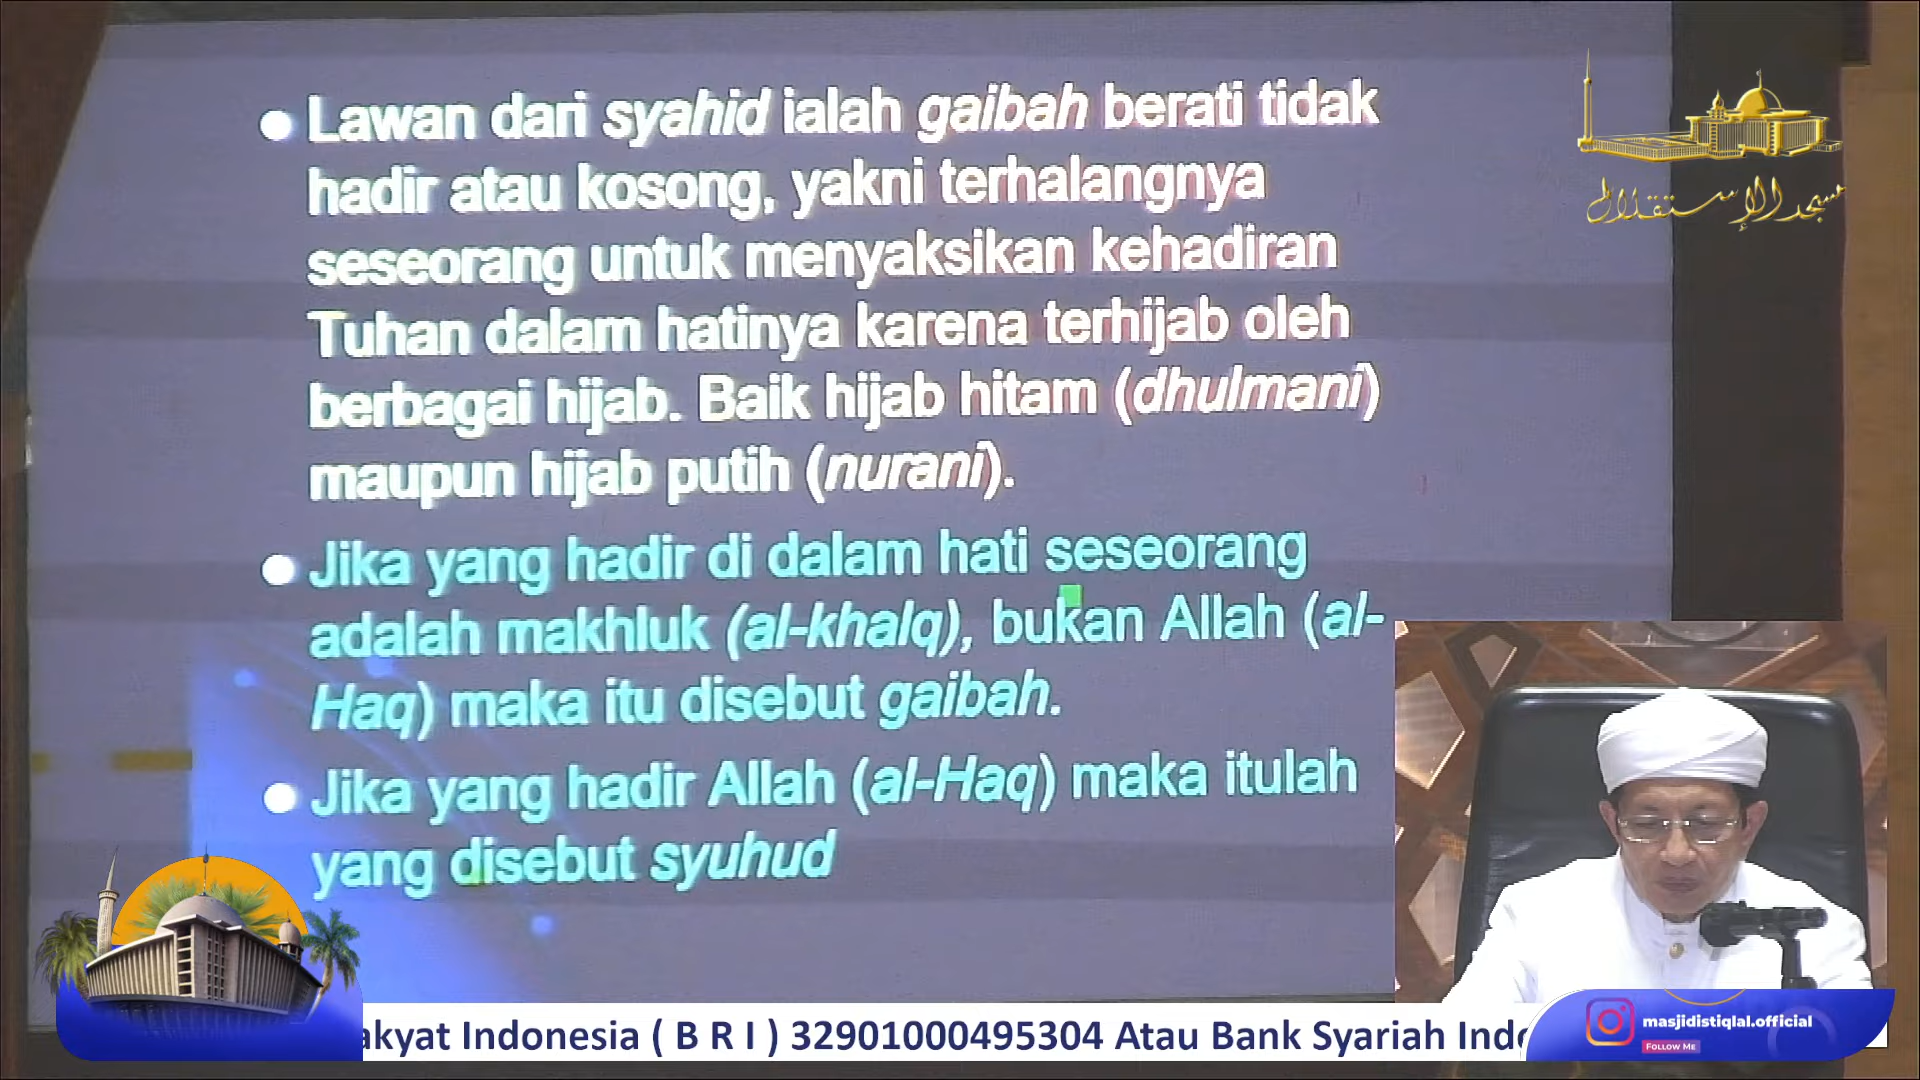 Lawan dari syahid ialah gaibah berati tidak
hadir atau kosong, yakni terhalangnya
seseorang untuk menyaksikan kehadiran
Tuhan dalam hatinya karena terhijab oleh
berbagai hijab. Baik hijab hitam (dhulmani)
maupun hijab putih (nurani).
Jika yang hadir di dalam hati seseorang
adalah makhluk (al-khalq), bukan Allah (al-
Haq) maka itu disebut gaibah.
Jika yang hadir Allah (al-Haq) maka itulah
yang disebut syuhud
مسجد الإستقلال
akyat Indonesia ( B R I ) 32901000495304 Atau Bank Syariah Indo
masjidistiqlal.official
FOLLOW ME